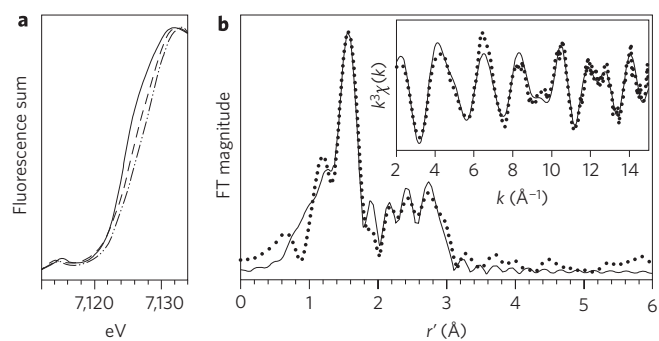 a
Fluorescence sum
7,120 7,130
eV
b
FT magnitude
0 1 2 3 4 5 6
r′ (Å)
k³χ(k)
2 4 6 8 10 12 14
k (Å⁻¹)